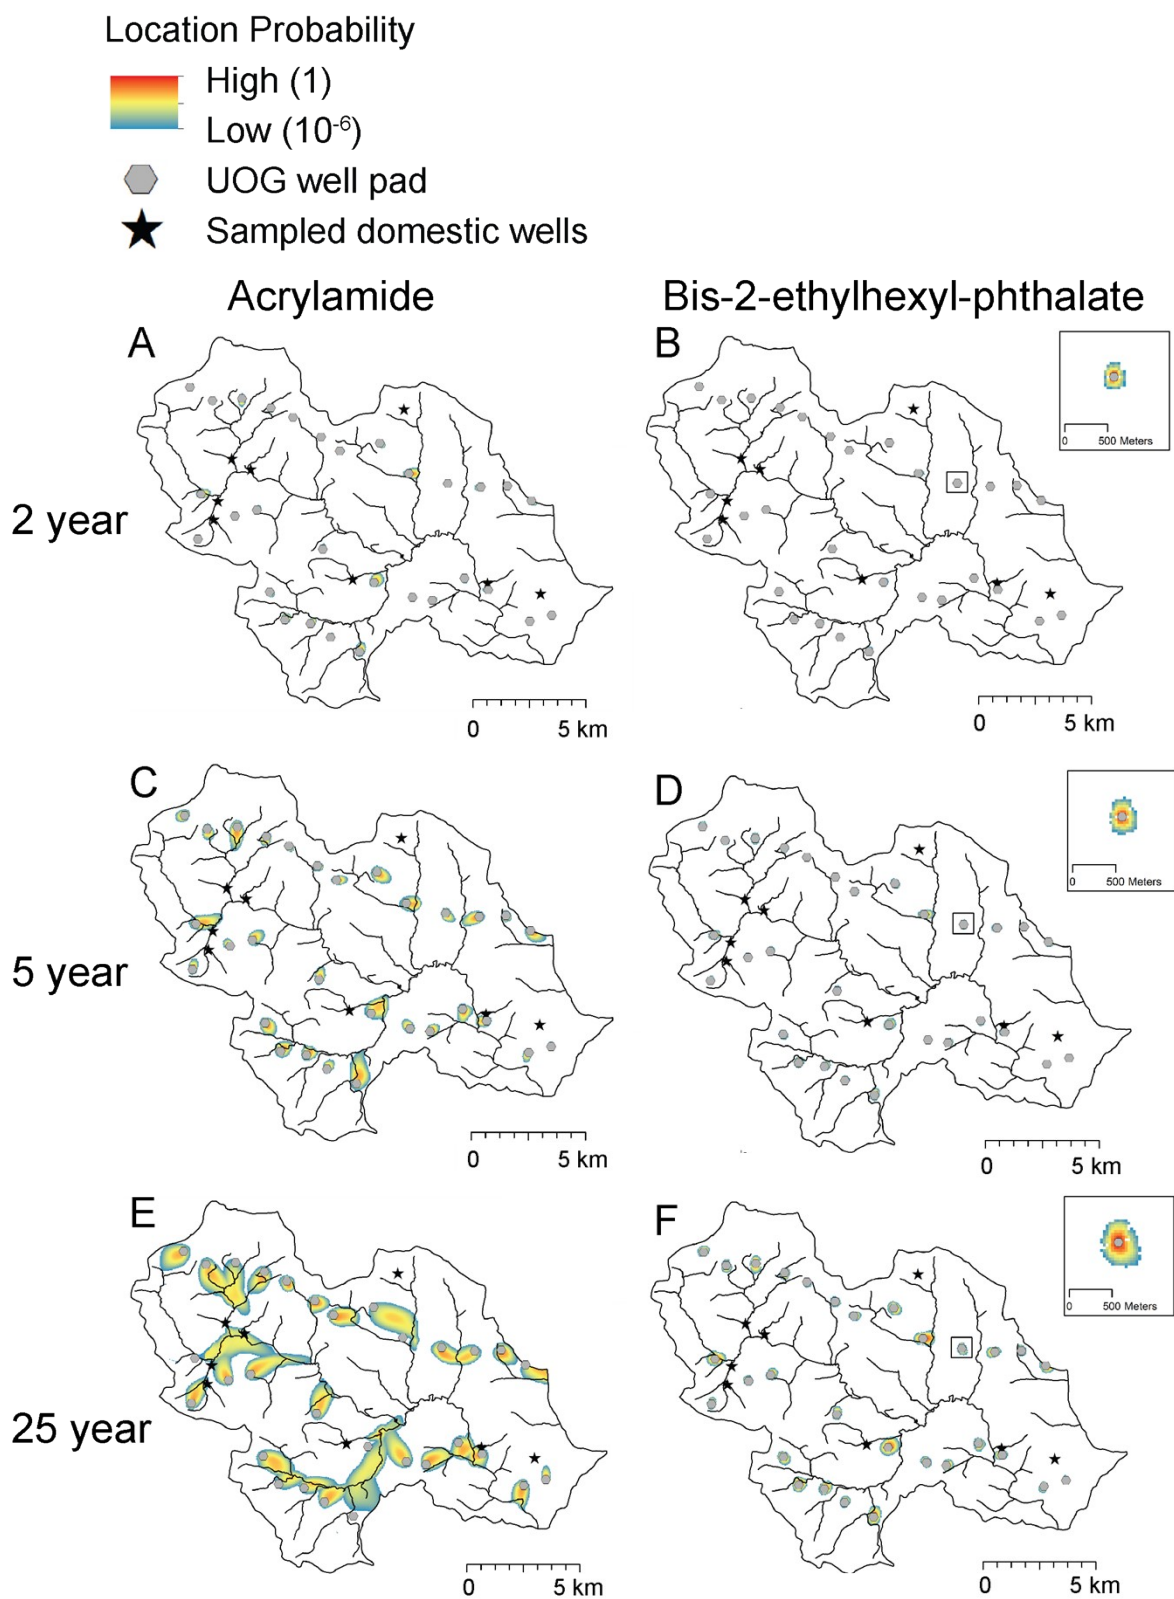 Location Probability
High (1)
Low (10⁻⁶)
UOG well pad
Sampled domestic wells
Acrylamide
Bis-2-ethylhexyl-phthalate
A
B
0 500 Meters
2 year
0 5 km
0 5 km
C
D
0 500 Meters
5 year
0 5 km
0 5 km
E
F
0 500 Meters
25 year
0 5 km
0 5 km